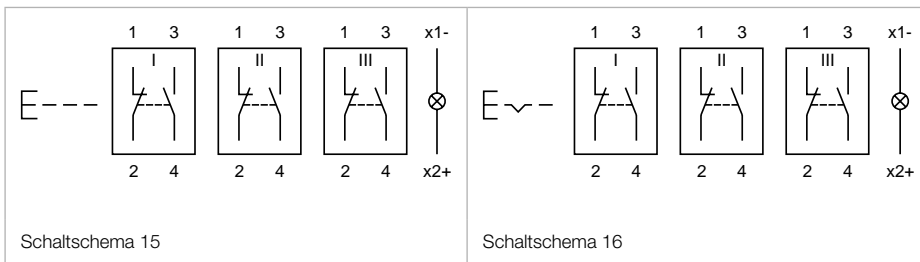 1 3 1 3 1 3 x1- 1 3 1 3 1 3 x1-
I II III I II III
2 4 2 4 2 4 x2+ 2 4 2 4 2 4 x2+
Schaltschema 15 Schaltschema 16